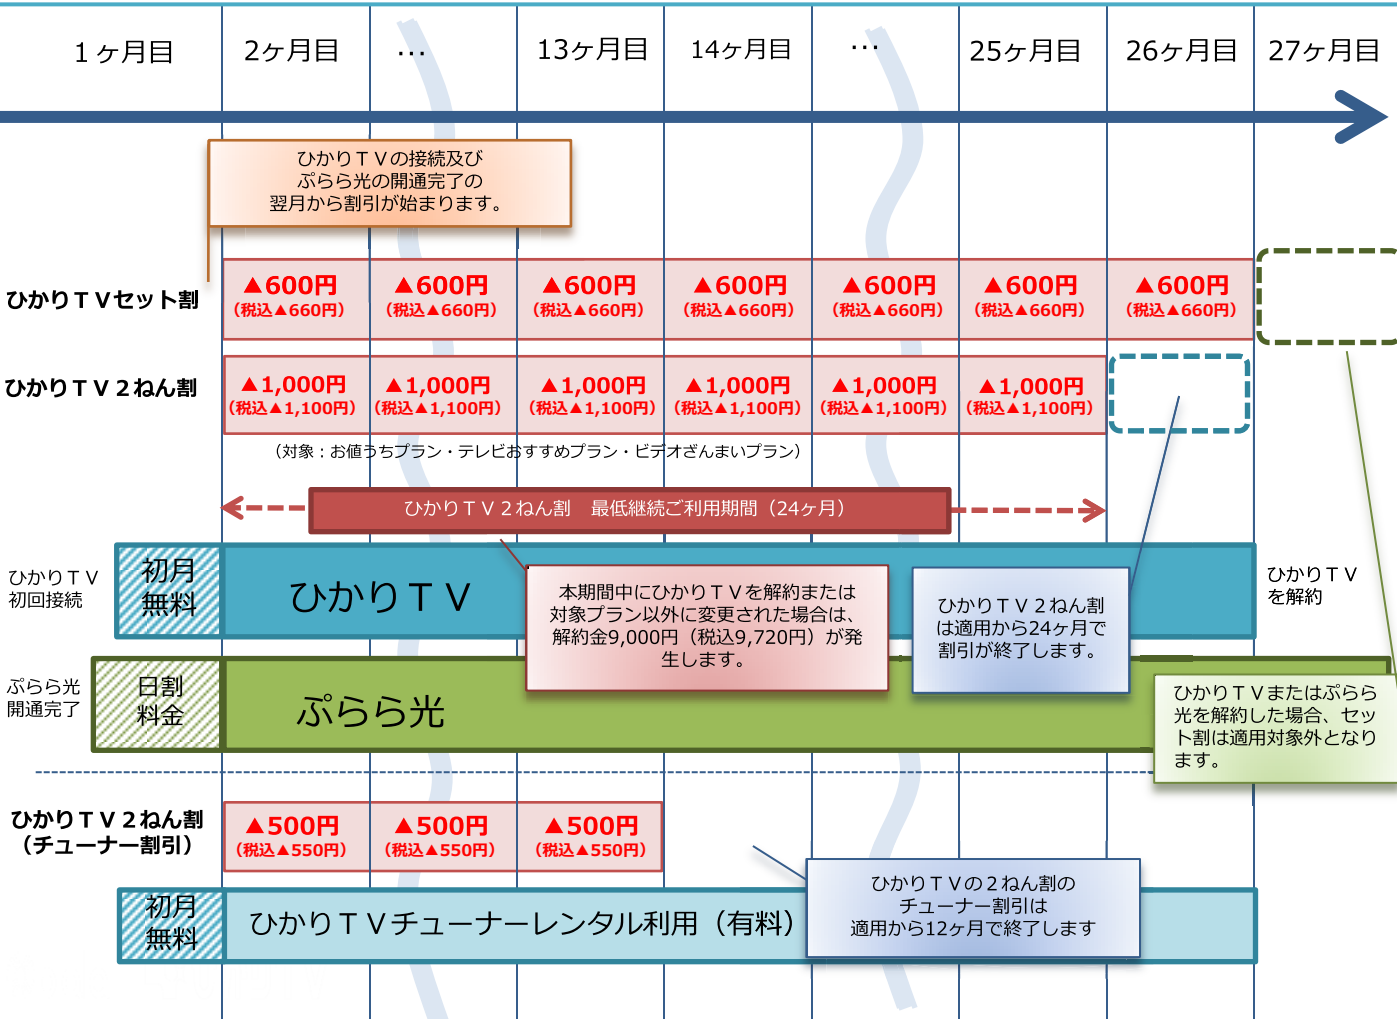 １ヶ月目 2ヶ月目 … 13ヶ月目 14ヶ月目 … 25ヶ月目 26ヶ月目 27ヶ月目
ひかりＴＶの接続及び
ぷらら光の開通完了の
翌月から割引が始まります。
ひかりＴＶセット割
▲600円 ▲600円 ▲600円 ▲600円 ▲600円 ▲600円 ▲600円
（税込▲660円） （税込▲660円） （税込▲660円） （税込▲660円） （税込▲660円） （税込▲660円） （税込▲660円）
ひかりＴＶ２ねん割
▲1,000円 ▲1,000円 ▲1,000円 ▲1,000円 ▲1,000円 ▲1,000円
（税込▲1,100円） （税込▲1,100円） （税込▲1,100円） （税込▲1,100円） （税込▲1,100円） （税込▲1,100円）
（対象：お値うちプラン・テレビおすすめプラン・ビデオざんまいプラン）
ひかりＴＶ２ねん割　最低継続ご利用期間（24ヶ月）
ひかりＴＶ
初回接続
初月
無料
ひかりＴＶ
本期間中にひかりＴＶを解約または
対象プラン以外に変更された場合は、
解約金9,000円（税込9,720円）が発
生します。
ひかりＴＶ２ねん割
は適用から24ヶ月で
割引が終了します。
ひかりＴＶ
を解約
ぷらら光
開通完了
日割
料金
ぷらら光
ひかりＴＶまたはぷらら
光を解約した場合、セッ
ト割は適用対象外となり
ます。
ひかりＴＶ２ねん割
（チューナー割引）
▲500円 ▲500円 ▲500円
（税込▲550円） （税込▲550円） （税込▲550円）
初月
無料
ひかりＴＶチューナーレンタル利用（有料）
ひかりＴＶの２ねん割の
チューナー割引は
適用から12ヶ月で終了します